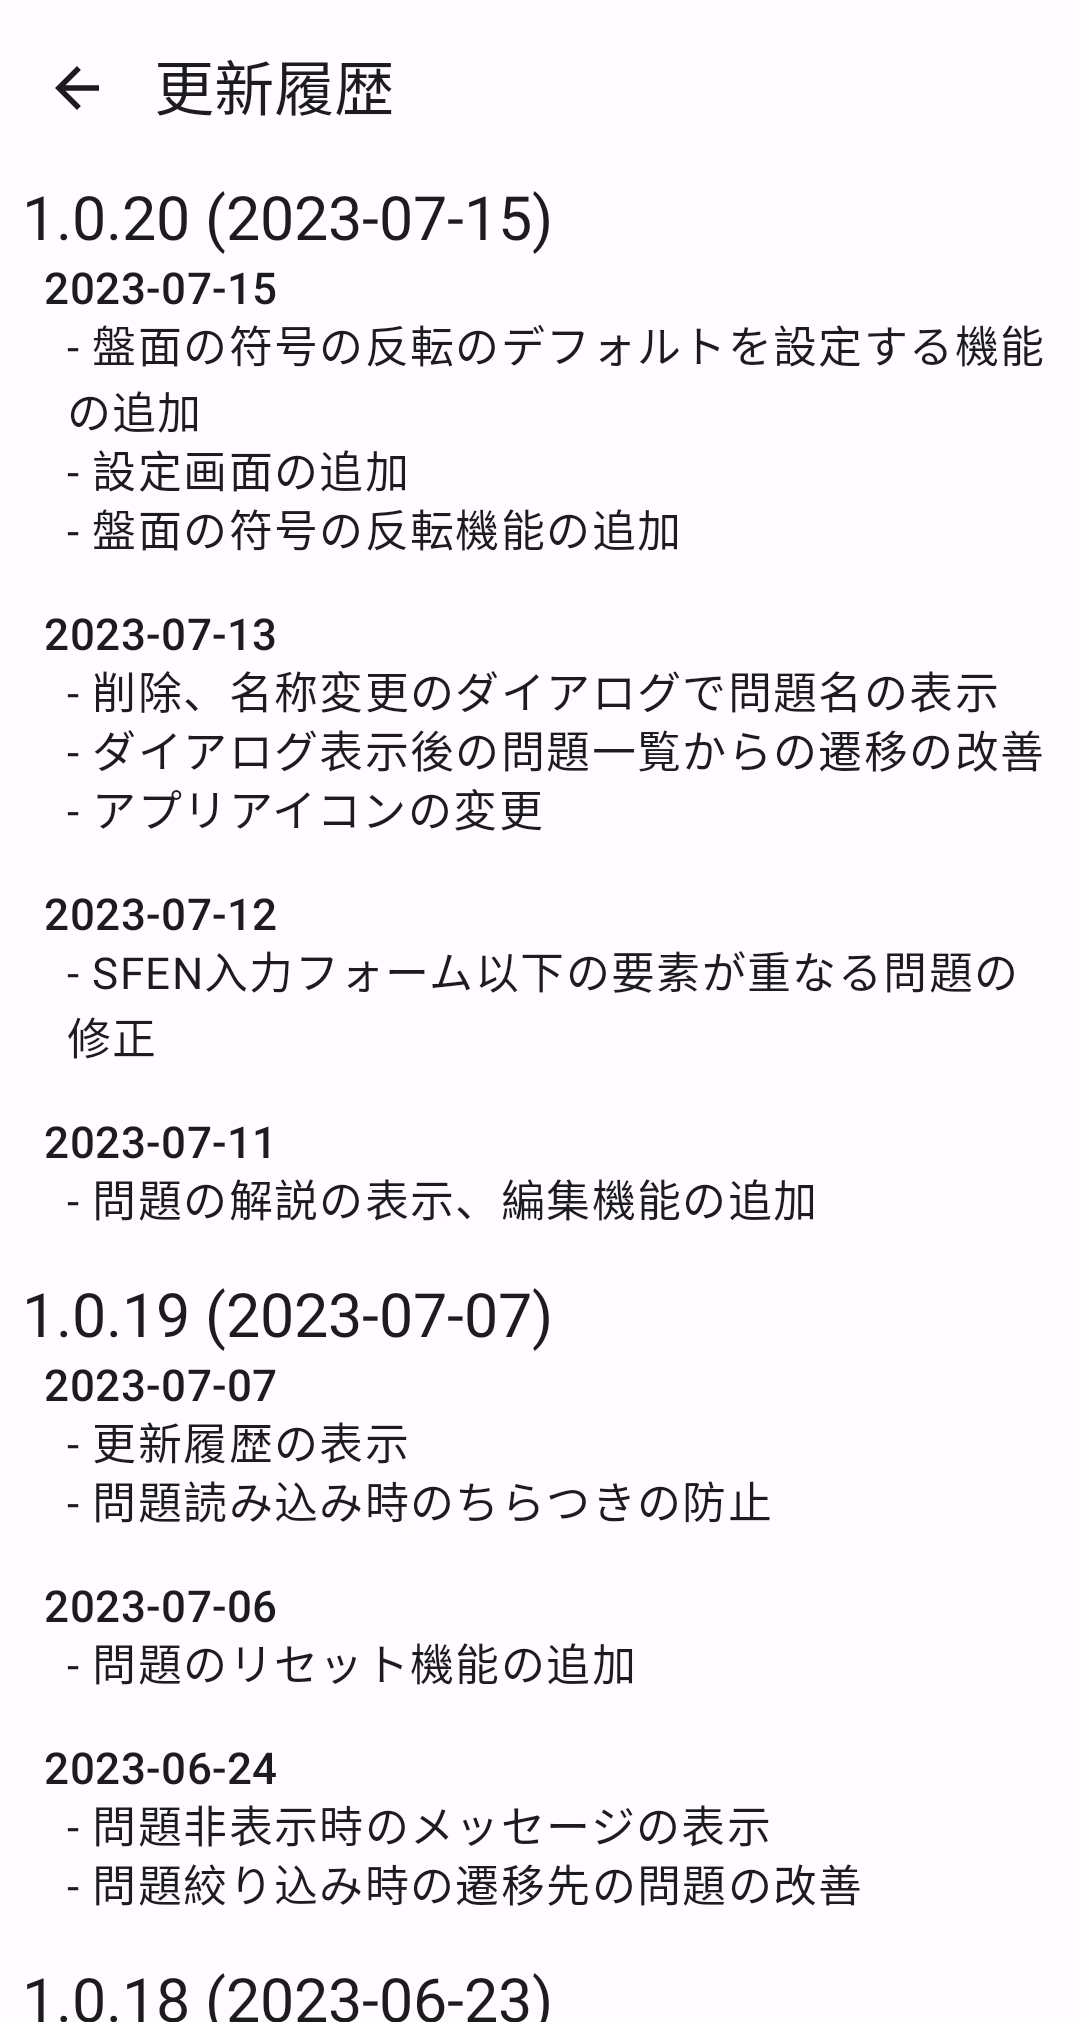 更新履歴
1.0.20 (2023-07-15)
2023-07-15
- 盤面の符号の反転のデフォルトを設定する機能
の追加
- 設定画面の追加
- 盤面の符号の反転機能の追加
2023-07-13
- 削除、名称変更のダイアログで問題名の表示
- ダイアログ表示後の問題一覧からの遷移の改善
- アプリアイコンの変更
2023-07-12
- SFEN入力フォーム以下の要素が重なる問題の
修正
2023-07-11
- 問題の解説の表示、編集機能の追加
1.0.19 (2023-07-07)
2023-07-07
- 更新履歴の表示
- 問題読み込み時のちらつきの防止
2023-07-06
- 問題のリセット機能の追加
2023-06-24
- 問題非表示時のメッセージの表示
- 問題絞り込み時の遷移先の問題の改善
1.0.18 (2023-06-23)